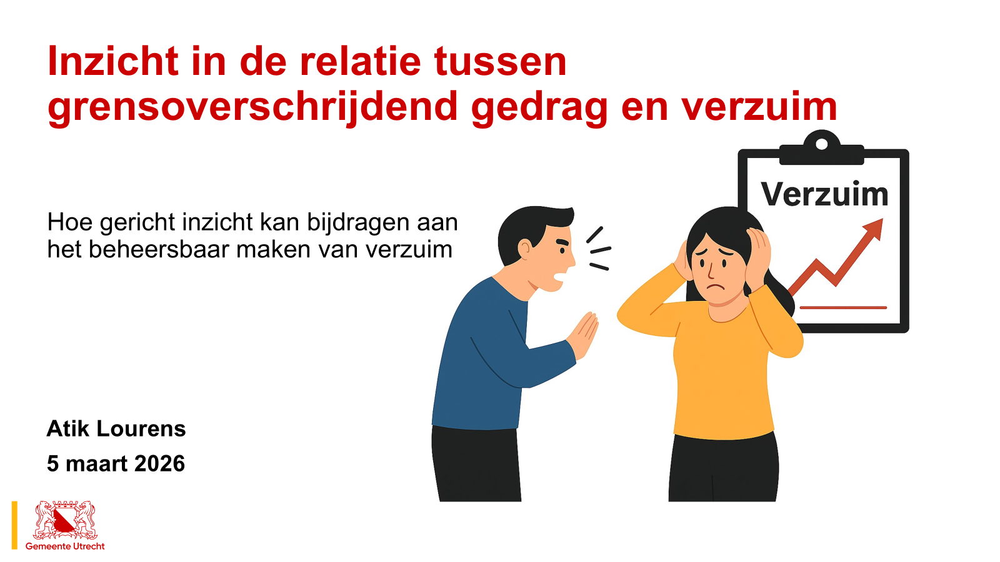 Inzicht in de relatie tussen
grensoverschrijdend gedrag en verzuim
Verzuim
Hoe gericht inzicht kan bijdragen aan
het beheersbaar maken van verzuim
Atik Lourens
5 maart 2026
Gemeente Utrecht